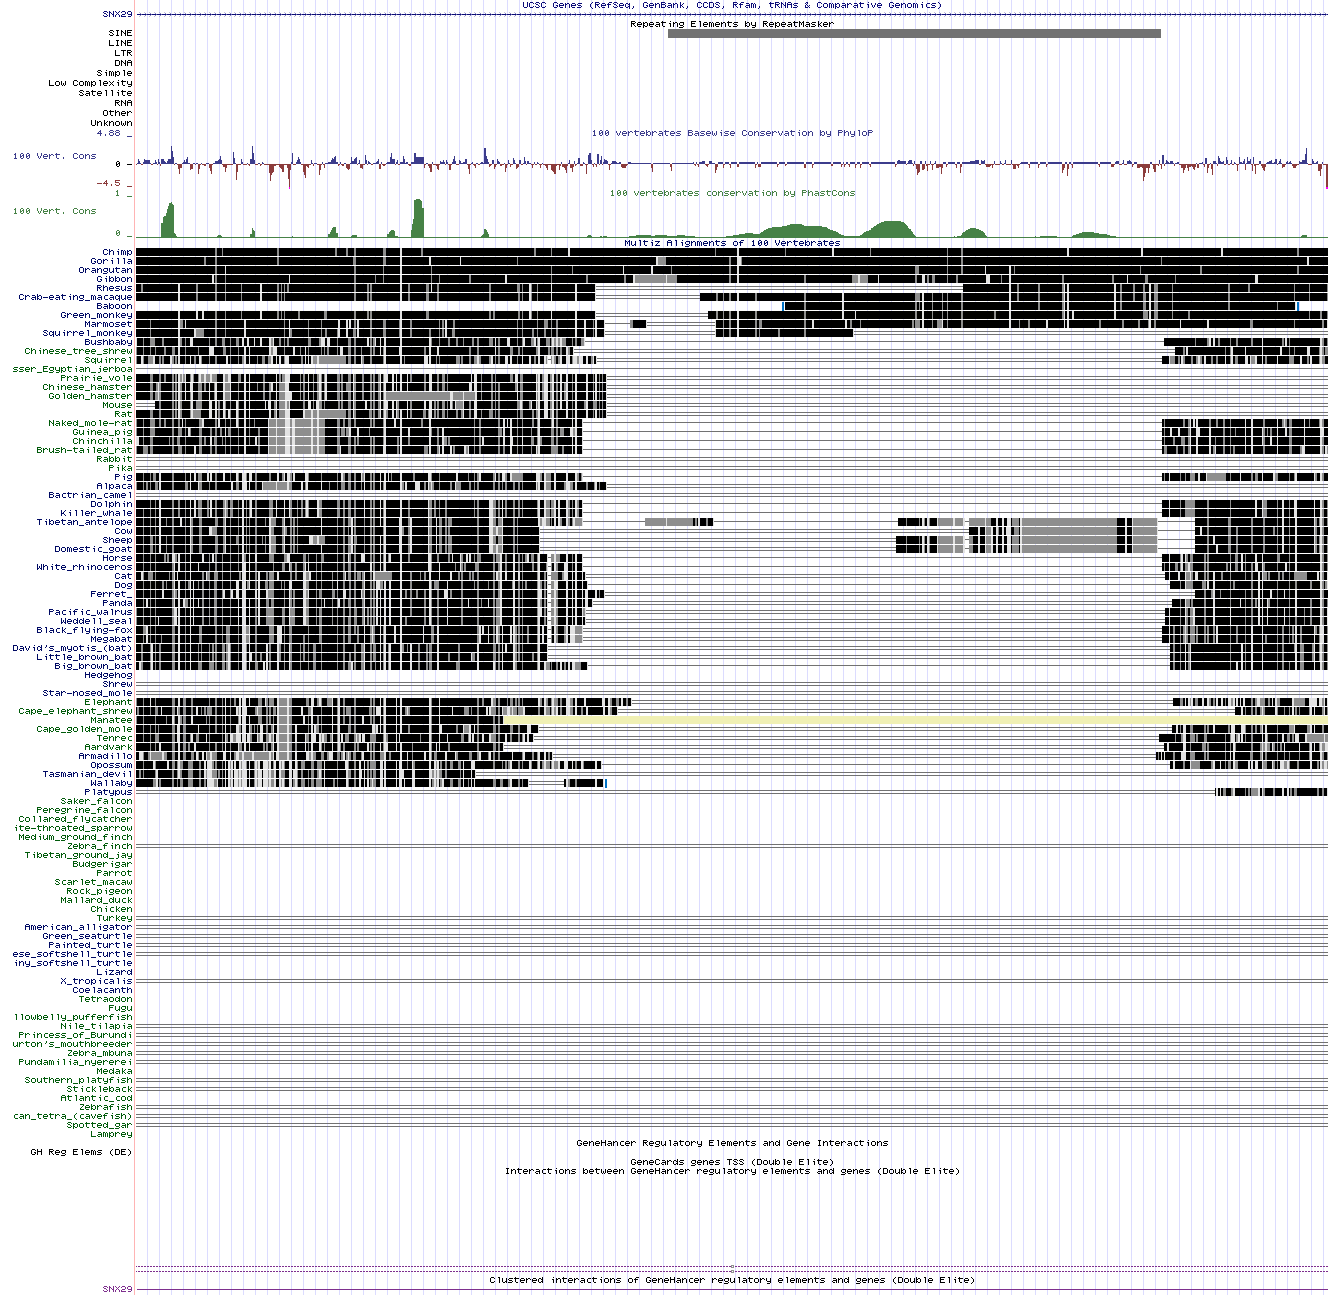 UCSC Genes (RefSeq, GenBank, CCDS, Rfam, tRNAs & Comparative Genomics)
SNX29
Repeating Elements by RepeatMasker
SINE
LINE
LTR
DNA
Simple
Low Complexity
Satellite
RNA
Other
Unknown
100 vertebrates Basewise Conservation by PhyloP
4.88 _
100 Vert. Cons
0 _
-4.5 _
100 vertebrates conservation by PhastCons
1 _
100 Vert. Cons
0 _
Multiz Alignments of 100 Vertebrates
Chimp
Gorilla
Orangutan
Gibbon
Rhesus
Crab-eating_macaque
Baboon
Green_monkey
Marmoset
Squirrel_monkey
Bushbaby
Chinese_tree_shrew
Squirrel
sser_Egyptian_jerboa
Prairie_vole
Chinese_hamster
Golden_hamster
Mouse
Rat
Naked_mole-rat
Guinea_pig
Chinchilla
Brush-tailed_rat
Rabbit
Pika
Pig
Alpaca
Bactrian_camel
Dolphin
Killer_whale
Tibetan_antelope
Cow
Sheep
Domestic_goat
Horse
White_rhinoceros
Cat
Dog
Ferret_
Panda
Pacific_walrus
Weddell_seal
Black_flying-fox
Megabat
David's_myotis_(bat)
Little_brown_bat
Big_brown_bat
Hedgehog
Shrew
Star-nosed_mole
Elephant
Cape_elephant_shrew
Manatee
Cape_golden_mole
Tenrec
Aardvark
Armadillo
Opossum
Tasmanian_devil
Wallaby
Platypus
Saker_falcon
Peregrine_falcon
Collared_flycatcher
ite-throated_sparrow
Medium_ground_finch
Zebra_finch
Tibetan_ground_jay
Budgerigar
Parrot
Scarlet_macaw
Rock_pigeon
Mallard_duck
Chicken
Turkey
American_alligator
Green_seaturtle
Painted_turtle
ese_softshell_turtle
iny_softshell_turtle
Lizard
X_tropicalis
Coelacanth
Tetraodon
Fugu
llowbelly_pufferfish
Nile_tilapia
Princess_of_Burundi
urton's_mouthbreeder
Zebra_mbuna
Pundamilia_nyererei
Medaka
Southern_platyfish
Stickleback
Atlantic_cod
Zebrafish
can_tetra_(cavefish)
Spotted_gar
Lamprey
GeneHancer Regulatory Elements and Gene Interactions
GH Reg Elems (DE)
GeneCards genes TSS (Double Elite)
Interactions between GeneHancer regulatory elements and genes (Double Elite)
Clustered interactions of GeneHancer regulatory elements and genes (Double Elite)
SNX29